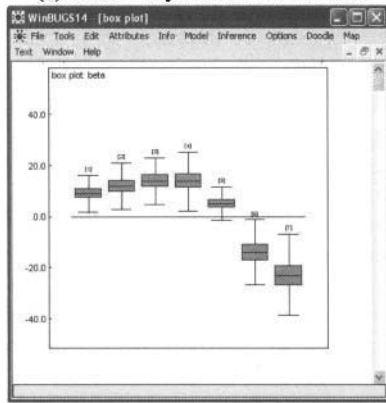 WinBUGS14 - [box plot]
File Tools Edit Attributes Info Model Inference Options Doodle Map
Text Window Help
box plot: beta
40.0
[1] [2] [3] [4] [5] [6] [7]
20.0
0.0
-20.0
-40.0